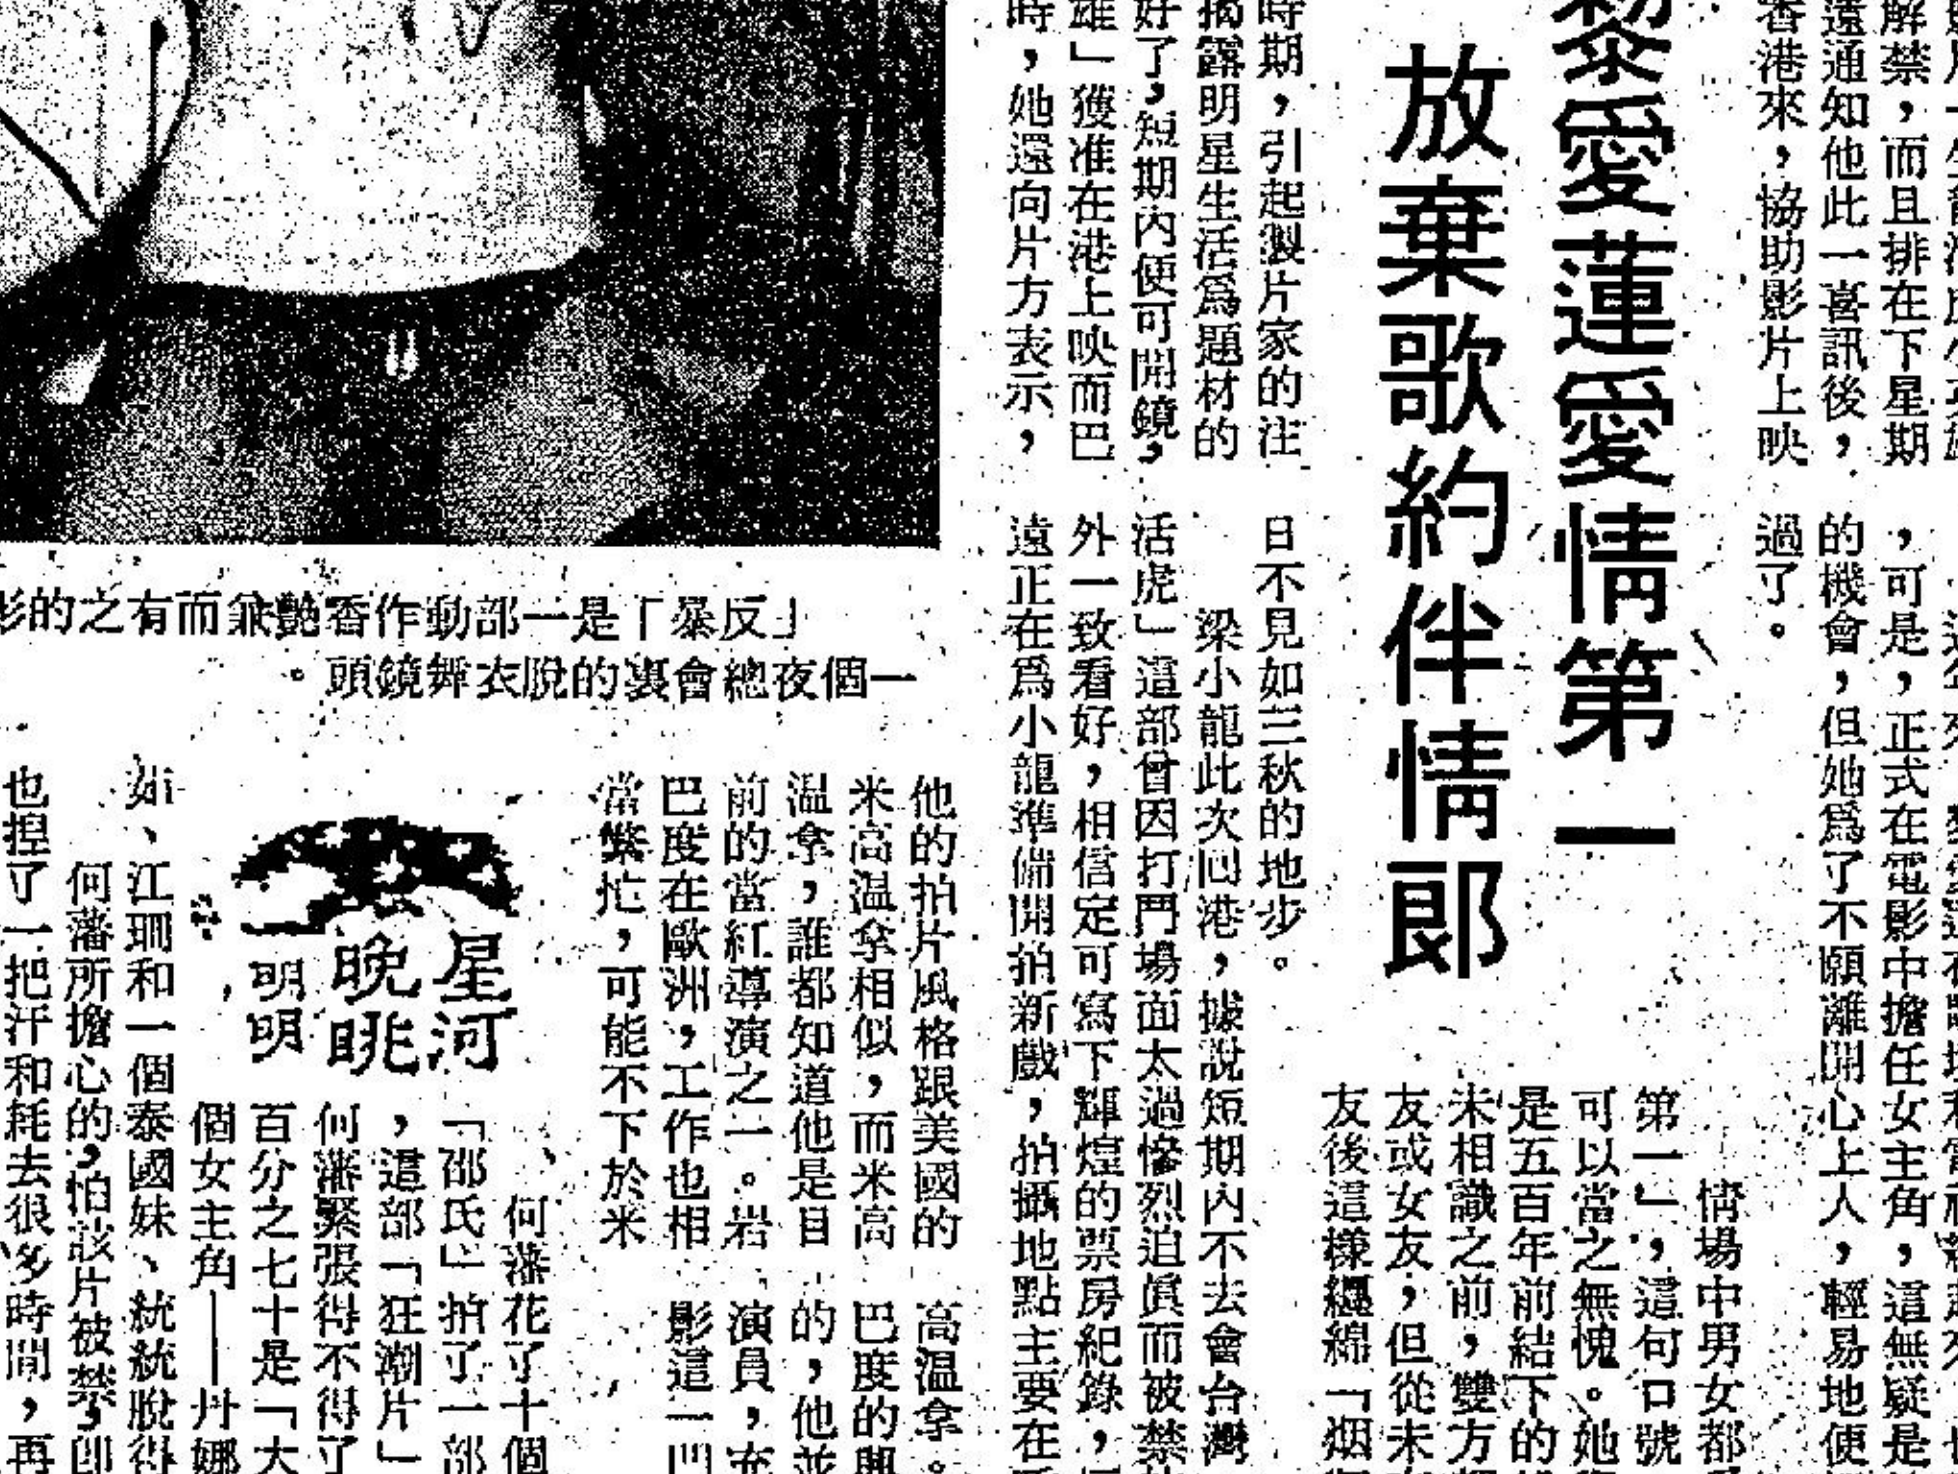 黎愛蓮愛情第一
放棄歌約伴情郎
解禁，而且排在下星期
遠通知他此一喜訊後，
香港來，協助影片上映
，可是，正式在電影中擔任女主角，這無疑是
的機會，但她爲了不願離開心上人，輕易地便
過了。
情場中男女都
第一」，這句口號
可以當之無愧。她
是五百年前結下的
未相識之前，雙方
友或女友，但從未
友後這樣纏綿「烟
時期，引起製片家的注
揭露明星生活爲題材的
好了，短期內便可開鏡，
雄」獲准在港上映而巴
時，她還向片方表示，
日不見如三秋的地步。
梁小龍此次回港，據說短期內不去會台灣
活虎」這部曾因打鬥場面太過慘烈迫眞而被禁
外一致看好，相信定可寫下輝煌的票房紀錄，
遠正在爲小龍準備開拍新戲，拍攝地點主要在
「反暴」是一部動作香艷兼而有之的影
一個夜總會裏的脫衣舞鏡頭。
他的拍片風格跟美國的
米高温拿相似，而米高
温拿，誰都知道他是目
前的當紅導演之一。岩
巴度在歐洲，工作也相
當繁忙，可能不下於米
高温拿。
巴度的興
的，他並
演員，充
影這一門
星河
晚眺
明明
何藩花了十個
「邵氏」拍了一部
，這部「狂潮片」
何藩緊張得不得了
百分之七十是「大
個女主角——丹娜
茹、江珊和一個泰國妹、統統脫得
何藩所擔心的，怕該片被禁，即
也捏了一把汗和耗去很多時間，再